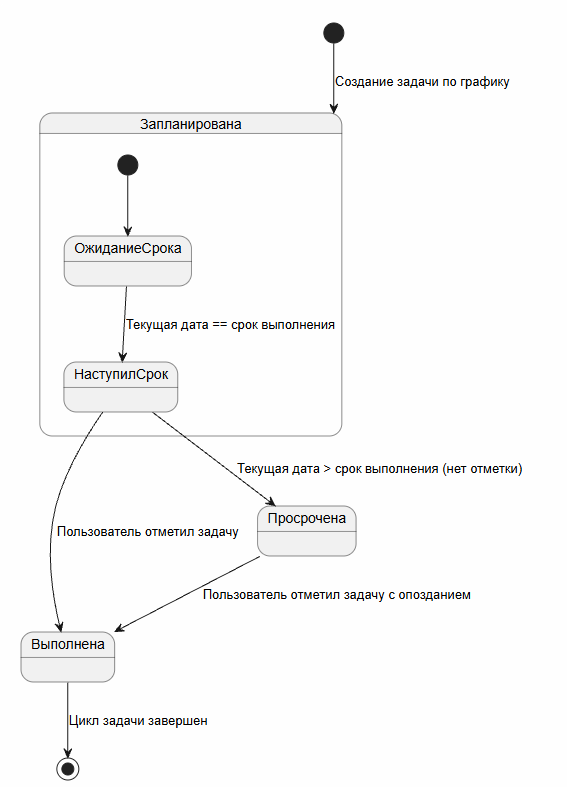 Создание задачи по графику
Запланирована
ОжиданиеСрока
Текущая дата == срок выполнения
НаступилСрок
Текущая дата > срок выполнения (нет отметки)
Просрочена
Пользователь отметил задачу
Пользователь отметил задачу с опозданием
Выполнена
Цикл задачи завершен